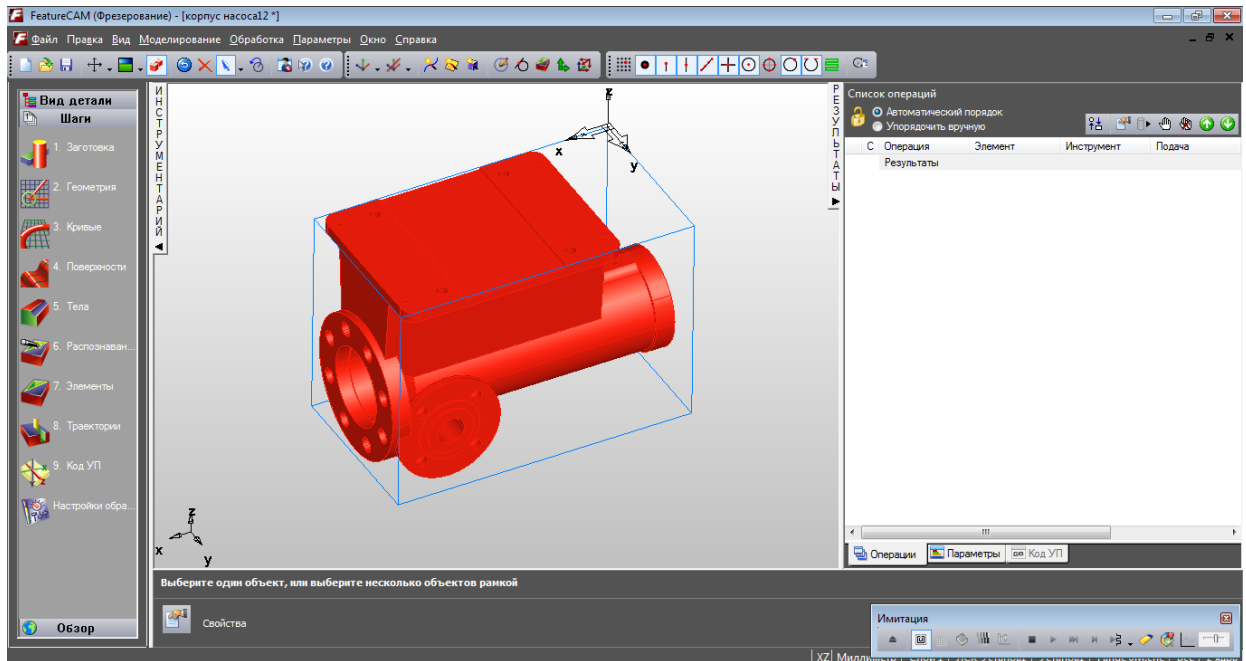 FeatureCAM (Фрезерование) - [корпус насоса12 *]
Файл Правка Вид Моделирование Обработка Параметры Окно Справка
Вид детали
Шаги
1. Заготовка
2. Геометрия
3. Кривые
4. Поверхности
5. Тела
6. Распознаван...
7. Элементы
8. Траектории
9. Код УП
Настройки обра...
Обзор
ИНСТРУМЕНТАРИЙ
z
x
y
z
x
y
РЕЗУЛЬТАТЫ
Список операций
Автоматический порядок
Упорядочить вручную
С Операция Элемент Инструмент Подача
Результаты
Операции Параметры Код УП
Выберите один объект, или выберите несколько объектов рамкой
Свойства
Имитация
XZ